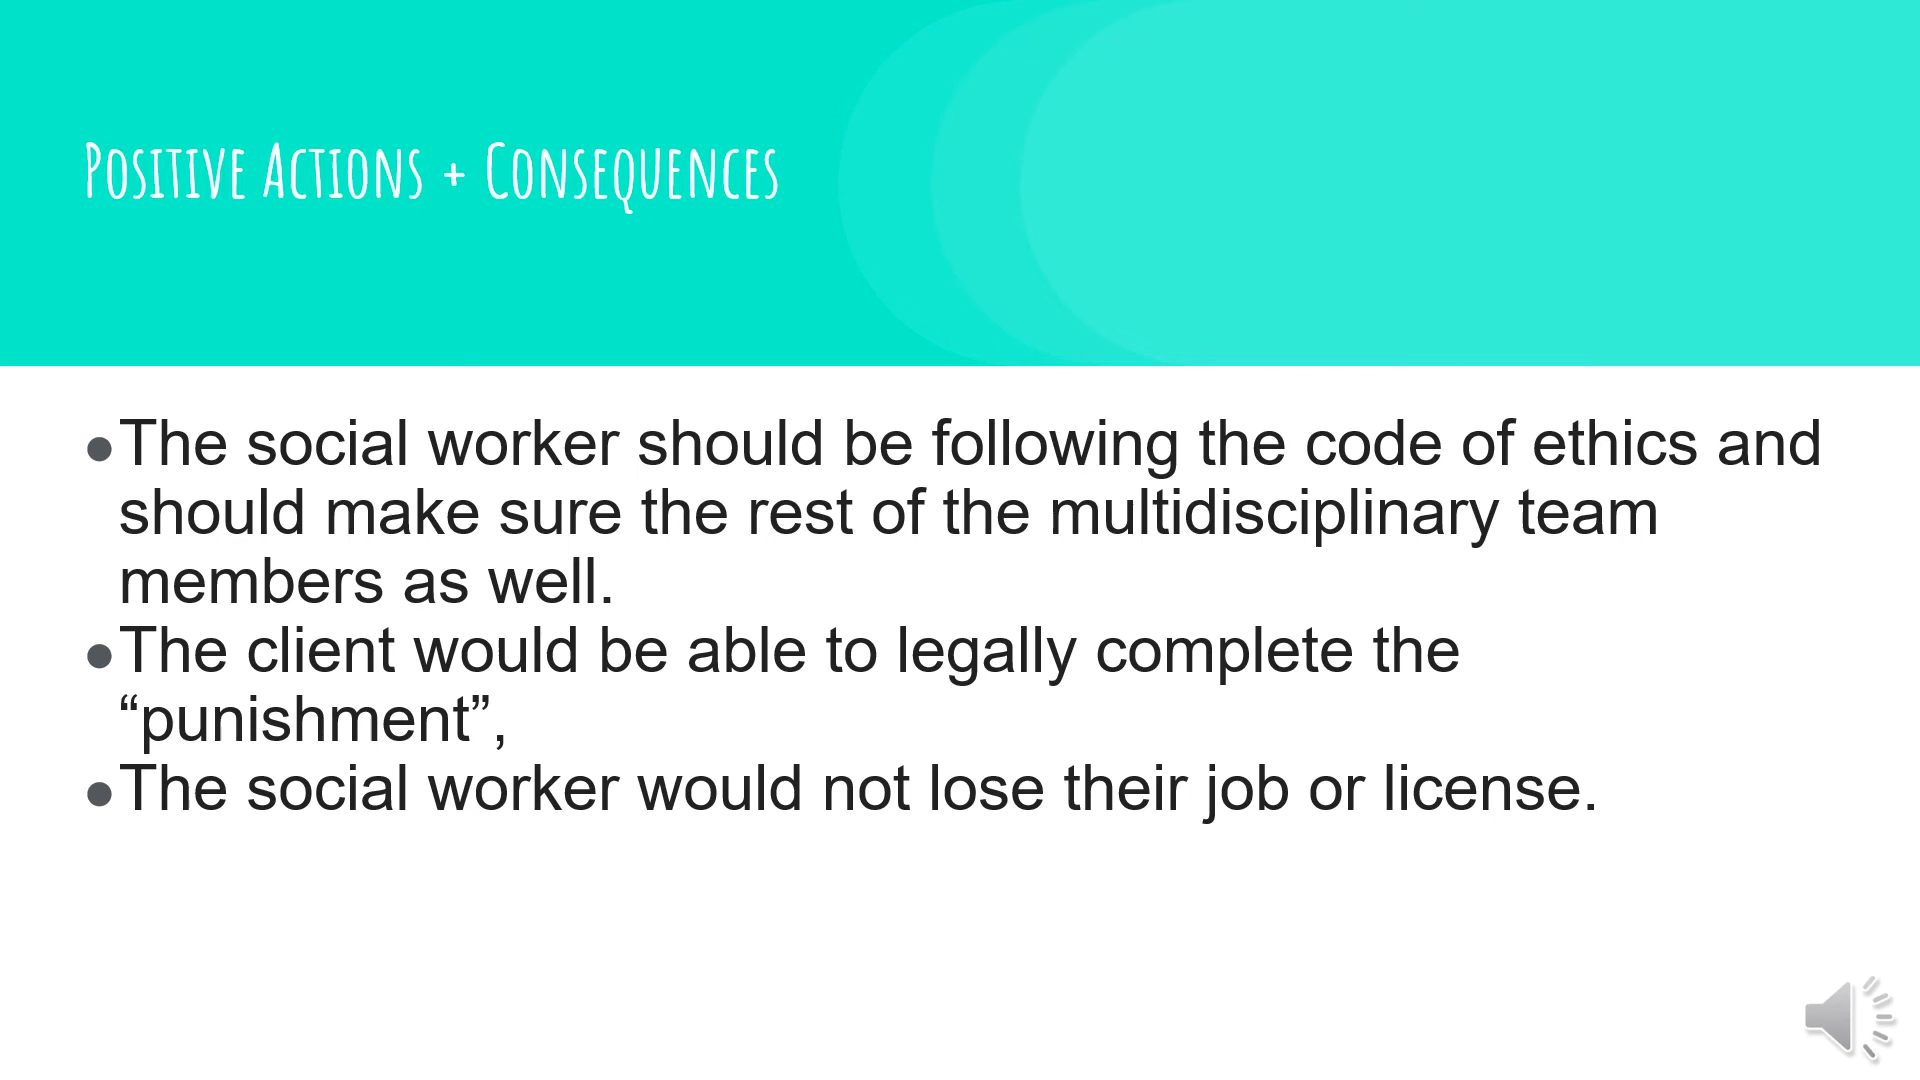 Positive Actions + Consequences
●The social worker should be following the code of ethics and
should make sure the rest of the multidisciplinary team
members as well.
●The client would be able to legally complete the
“punishment”,
●The social worker would not lose their job or license.